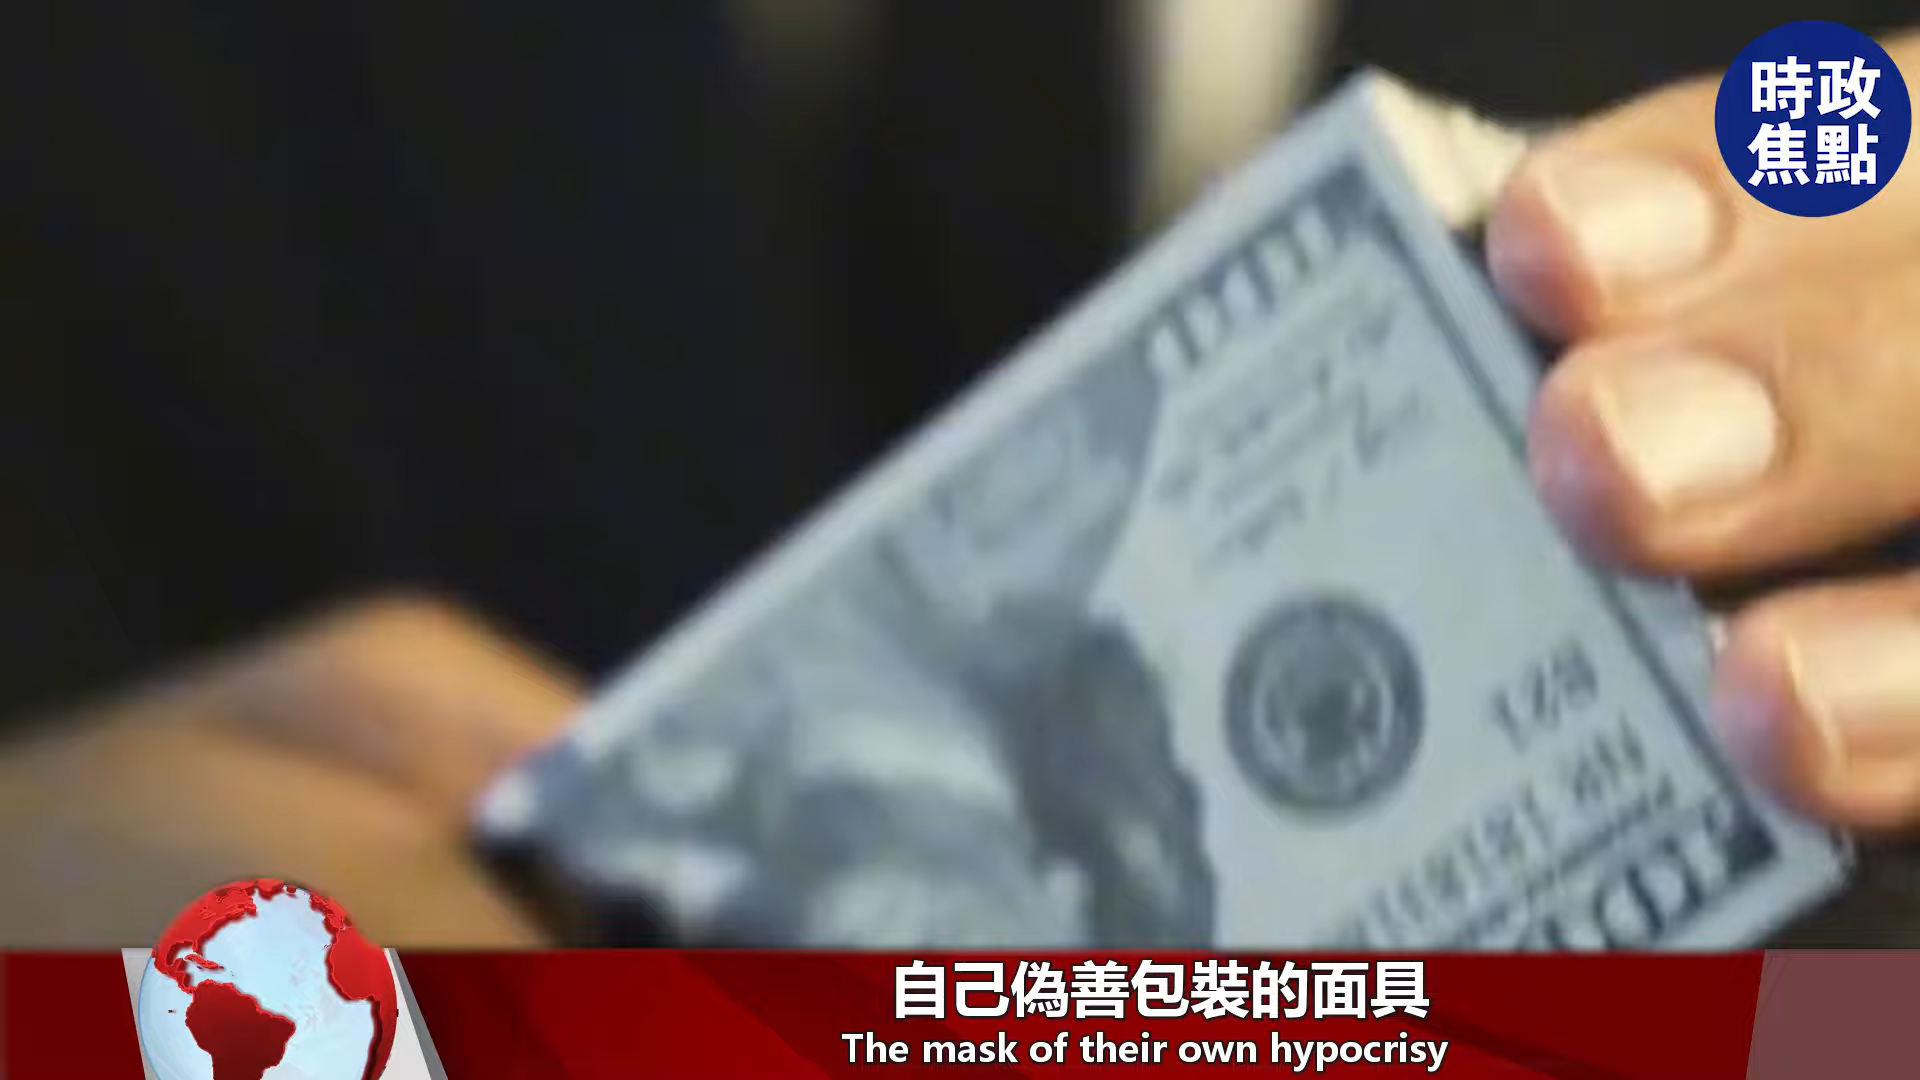 時政
焦點
自己偽善包裝的面具
The mask of their own hypocrisy